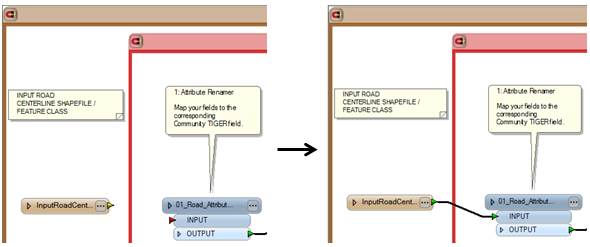 INPUT ROAD
CENTERLINE SHAPEFILE /
FEATURE CLASS
1: Attribute Renamer
Map your fields to the
corresponding
Community TIGERfield.
InputRoadCent...
01_Road_Attribut...
INPUT
OUTPUT
INPUT ROAD
CENTERLINE SHAPEFILE /
FEATURE CLASS
1: Attribute Renamer
Map your fields to the
corresponding
Community TIGERfield.
InputRoadCent...
01_Road_Attribut...
INPUT
OUTPUT